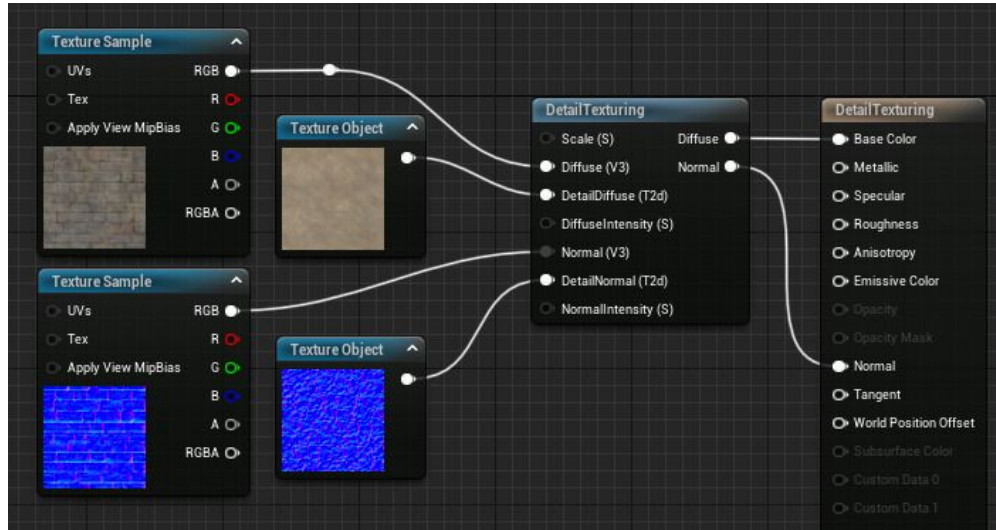 Texture Sample
UVs
RGB
Tex
R
Apply View MipBias
G
B
A
RGBA
Texture Object
Texture Sample
UVs
RGB
Tex
R
Apply View MipBias
G
B
A
RGBA
Texture Object
DetailTexturing
Scale (S)
Diffuse
Diffuse (V3)
Normal
DetailDiffuse (T2d)
DiffuseIntensity (S)
Normal (V3)
DetailNormal (T2d)
NormalIntensity (S)
DetailTexturing
Base Color
Metallic
Specular
Roughness
Anisotropy
Emissive Color
Opacity
Opacity Mask
Normal
Tangent
World Position Offset
Subsurface Color
Custom Data 0
Custom Data 1